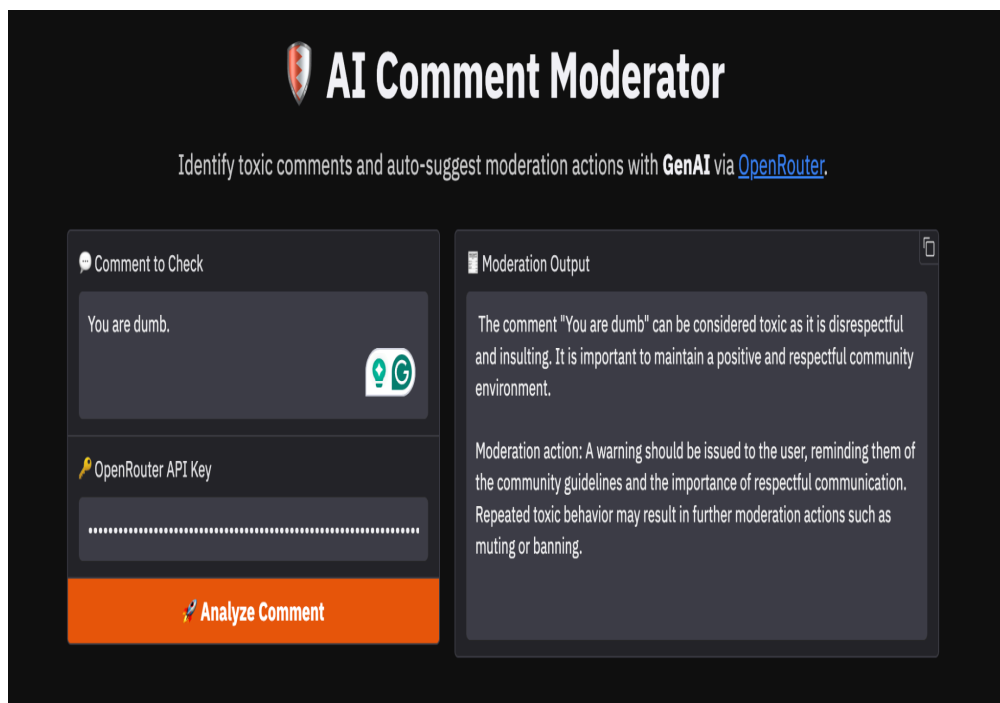 AI Comment Moderator
Identify toxic comments and auto-suggest moderation actions with GenAI via OpenRouter.
Comment to Check
You are dumb.
OpenRouter API Key
Analyze Comment
Moderation Output
The comment "You are dumb" can be considered toxic as it is disrespectful
and insulting. It is important to maintain a positive and respectful community
environment.
Moderation action: A warning should be issued to the user, reminding them of
the community guidelines and the importance of respectful communication.
Repeated toxic behavior may result in further moderation actions such as
muting or banning.